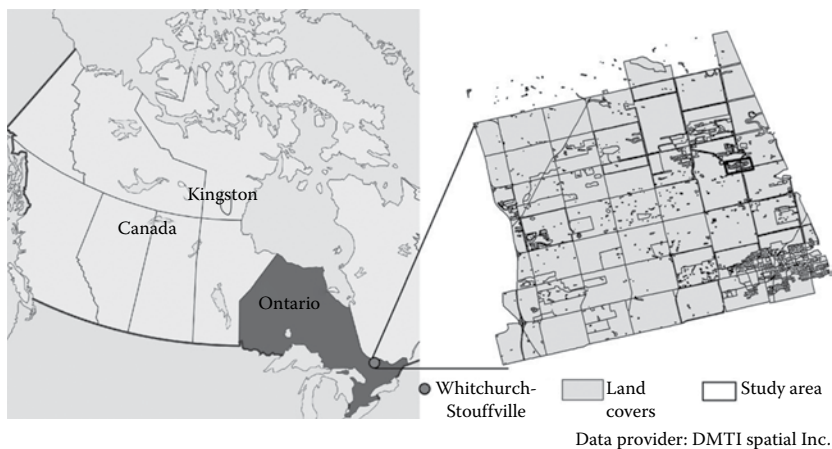 Kingston
Canada
Ontario
Whitchurch-
Stouffville
Land
covers
Study area
Data provider: DMTI spatial Inc.